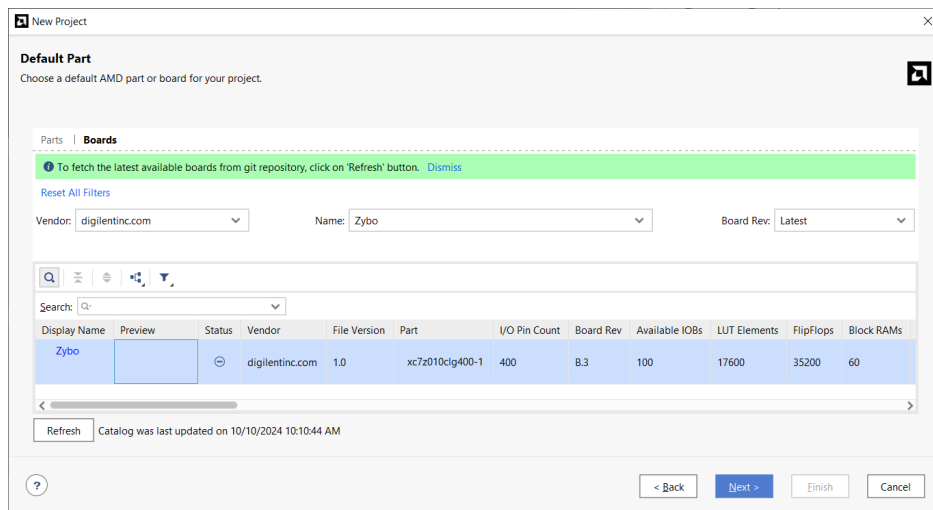 New Project
Default Part
Choose a default AMD part or board for your project.
Parts | Boards
To fetch the latest available boards from git repository, click on 'Refresh' button. Dismiss
Reset All Filters
Vendor: digilentinc.com Name: Zybo Board Rev: Latest
Search: Q-
Display Name Preview Status Vendor File Version Part I/O Pin Count Board Rev Available IOBs LUT Elements FlipFlops Block RAMs
Zybo digilentinc.com 1.0 xc7z010clg400-1 400 B.3 100 17600 35200 60
Refresh Catalog was last updated on 10/10/2024 10:10:44 AM
? < Back Next > Finish Cancel